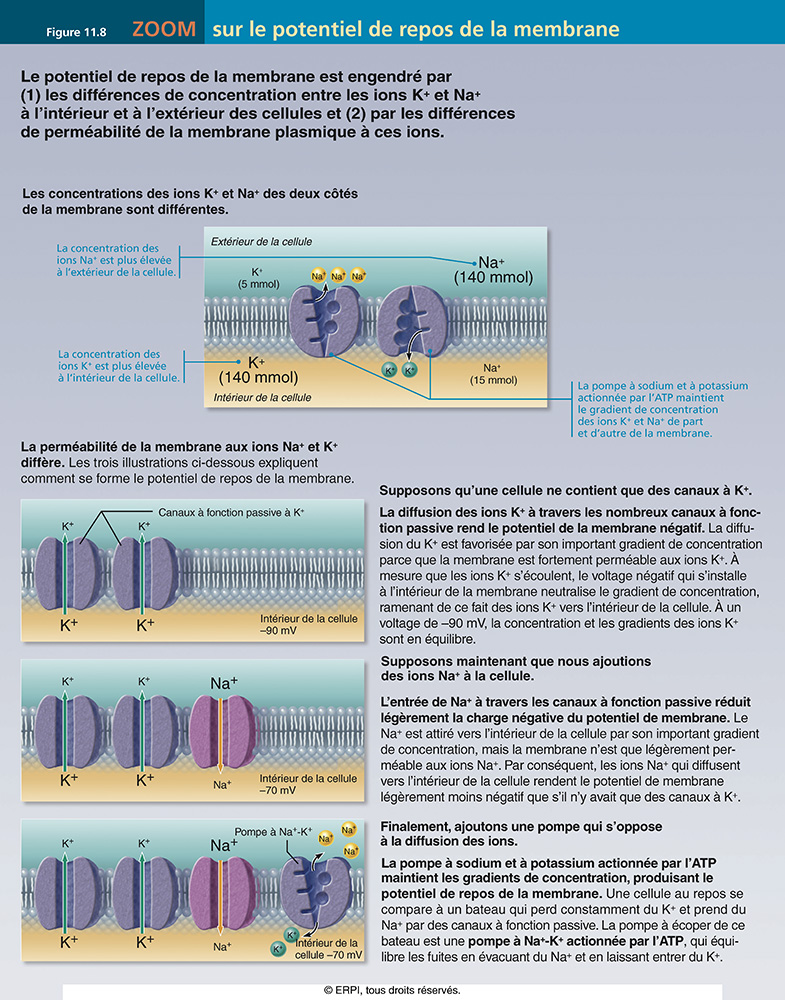 Figure 11.8 ZOOM sur le potentiel de repos de la membrane
Le potentiel de repos de la membrane est engendré par
(1) les différences de concentration entre les ions K+ et Na+
à l'intérieur et à l'extérieur des cellules et (2) par les différences
de perméabilité de la membrane plasmique à ces ions.
Les concentrations des ions K+ et Na+ des deux côtés
de la membrane sont différentes.
La concentration des
ions Na+ est plus élevée
à l'extérieur de la cellule.
Extérieur de la cellule
K+
(5 mmol)
Na+ Na+ Na+
Na+
(140 mmol)
La concentration des
ions K+ est plus élevée
à l'intérieur de la cellule.
K+
(140 mmol)
Intérieur de la cellule
K+ K+
Na+
(15 mmol)
La pompe à sodium et à potassium
actionnée par l'ATP maintient
le gradient de concentration
des ions K+ et Na+ de part
et d'autre de la membrane.
La perméabilité de la membrane aux ions Na+ et K+
diffère. Les trois illustrations ci-dessous expliquent
comment se forme le potentiel de repos de la membrane.
Canaux à fonction passive à K+
K+ K+
K+ K+
Intérieur de la cellule
–90 mV
Supposons qu'une cellule ne contient que des canaux à K+.
La diffusion des ions K+ à travers les nombreux canaux à fonc-
tion passive rend le potentiel de la membrane négatif. La diffu-
sion du K+ est favorisée par son important gradient de concentration
parce que la membrane est fortement perméable aux ions K+. À
mesure que les ions K+ s'écoulent, le voltage négatif qui s'installe
à l'intérieur de la membrane neutralise le gradient de concentration,
ramenant de ce fait des ions K+ vers l'intérieur de la cellule. À un
voltage de –90 mV, la concentration et les gradients des ions K+
sont en équilibre.
K+ K+ Na+
K+ K+ Na+
Intérieur de la cellule
–70 mV
Supposons maintenant que nous ajoutions
des ions Na+ à la cellule.
L'entrée de Na+ à travers les canaux à fonction passive réduit
légèrement la charge négative du potentiel de membrane. Le
Na+ est attiré vers l'intérieur de la cellule par son important gradient
de concentration, mais la membrane n'est que légèrement per-
méable aux ions Na+. Par conséquent, les ions Na+ qui diffusent
vers l'intérieur de la cellule rendent le potentiel de membrane
légèrement moins négatif que s'il n'y avait que des canaux à K+.
Pompe à Na+-K+
K+ K+ Na+ Na+ Na+ Na+
K+ K+ Na+ K+ K+
Intérieur de la
cellule –70 mV
Finalement, ajoutons une pompe qui s'oppose
à la diffusion des ions.
La pompe à sodium et à potassium actionnée par l'ATP
maintient les gradients de concentration, produisant le
potentiel de repos de la membrane. Une cellule au repos se
compare à un bateau qui perd constamment du K+ et prend du
Na+ par des canaux à fonction passive. La pompe à écoper de ce
bateau est une pompe à Na+-K+ actionnée par l'ATP, qui équi-
libre les fuites en évacuant du Na+ et en laissant entrer du K+.
© ERPI, tous droits réservés.